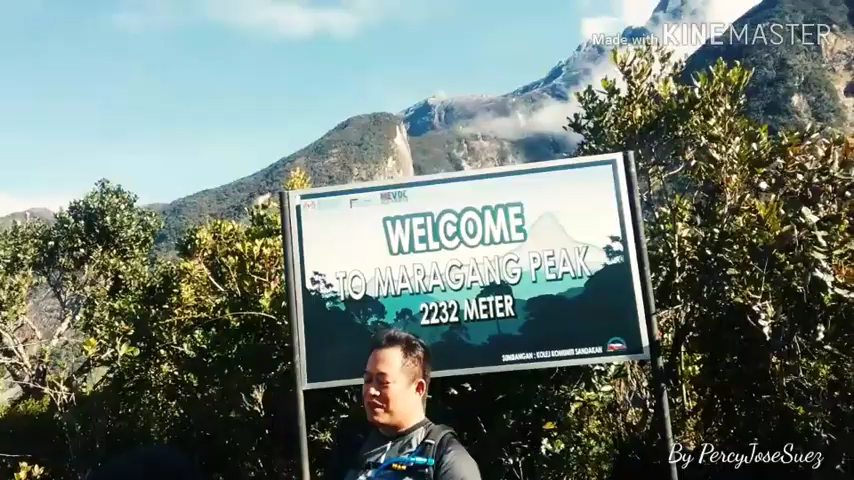 Made with KINEMASTER
WELCOME
TO MARAGANG PEAK
2232 METER
SUMBANGAN : KOLEJ KOMUNITI SANDAKAN
By PercyJoseSuez